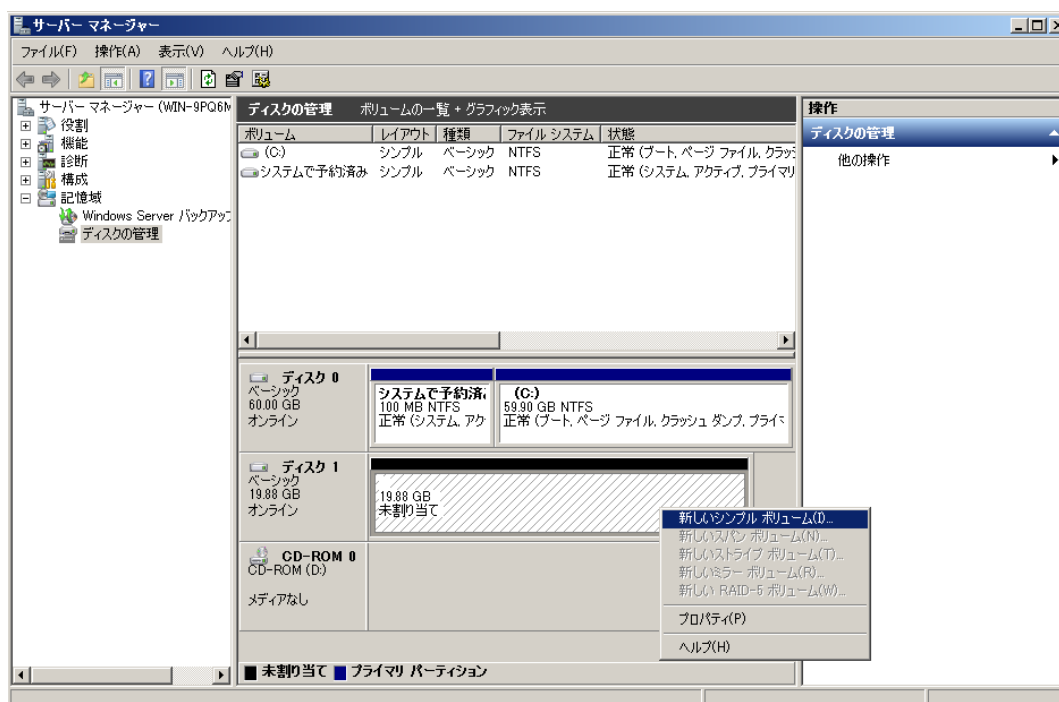 サーバー マネージャー
ファイル(F) 操作(A) 表示(V) ヘルプ(H)
サーバー マネージャー (WIN-9PQ6M
役割
機能
診断
構成
記憶域
Windows Server バックアップ
ディスクの管理
ディスクの管理 ボリュームの一覧 + グラフィック表示
ボリューム レイアウト 種類 ファイル システム 状態
(C:) シンプル ベーシック NTFS 正常 (ブート, ページ ファイル, クラッシ
システムで予約済み シンプル ベーシック NTFS 正常 (システム, アクティブ, プライマリ
ディスク 0
ベーシック
60.00 GB
オンライン
システムで予約済
100 MB NTFS
正常 (システム, アク
(C:)
59.90 GB NTFS
正常 (ブート, ページ ファイル, クラッシュ ダンプ, プライマ
ディスク 1
ベーシック
19.88 GB
オンライン
19.88 GB
未割り当て
CD-ROM 0
CD-ROM (D:)
メディアなし
未割り当て プライマリ パーティション
操作
ディスクの管理
他の操作
新しいシンプル ボリューム(I)...
新しいスパン ボリューム(N)...
新しいストライプ ボリューム(T)...
新しいミラー ボリューム(R)...
新しい RAID-5 ボリューム(W)...
プロパティ(P)
ヘルプ(H)